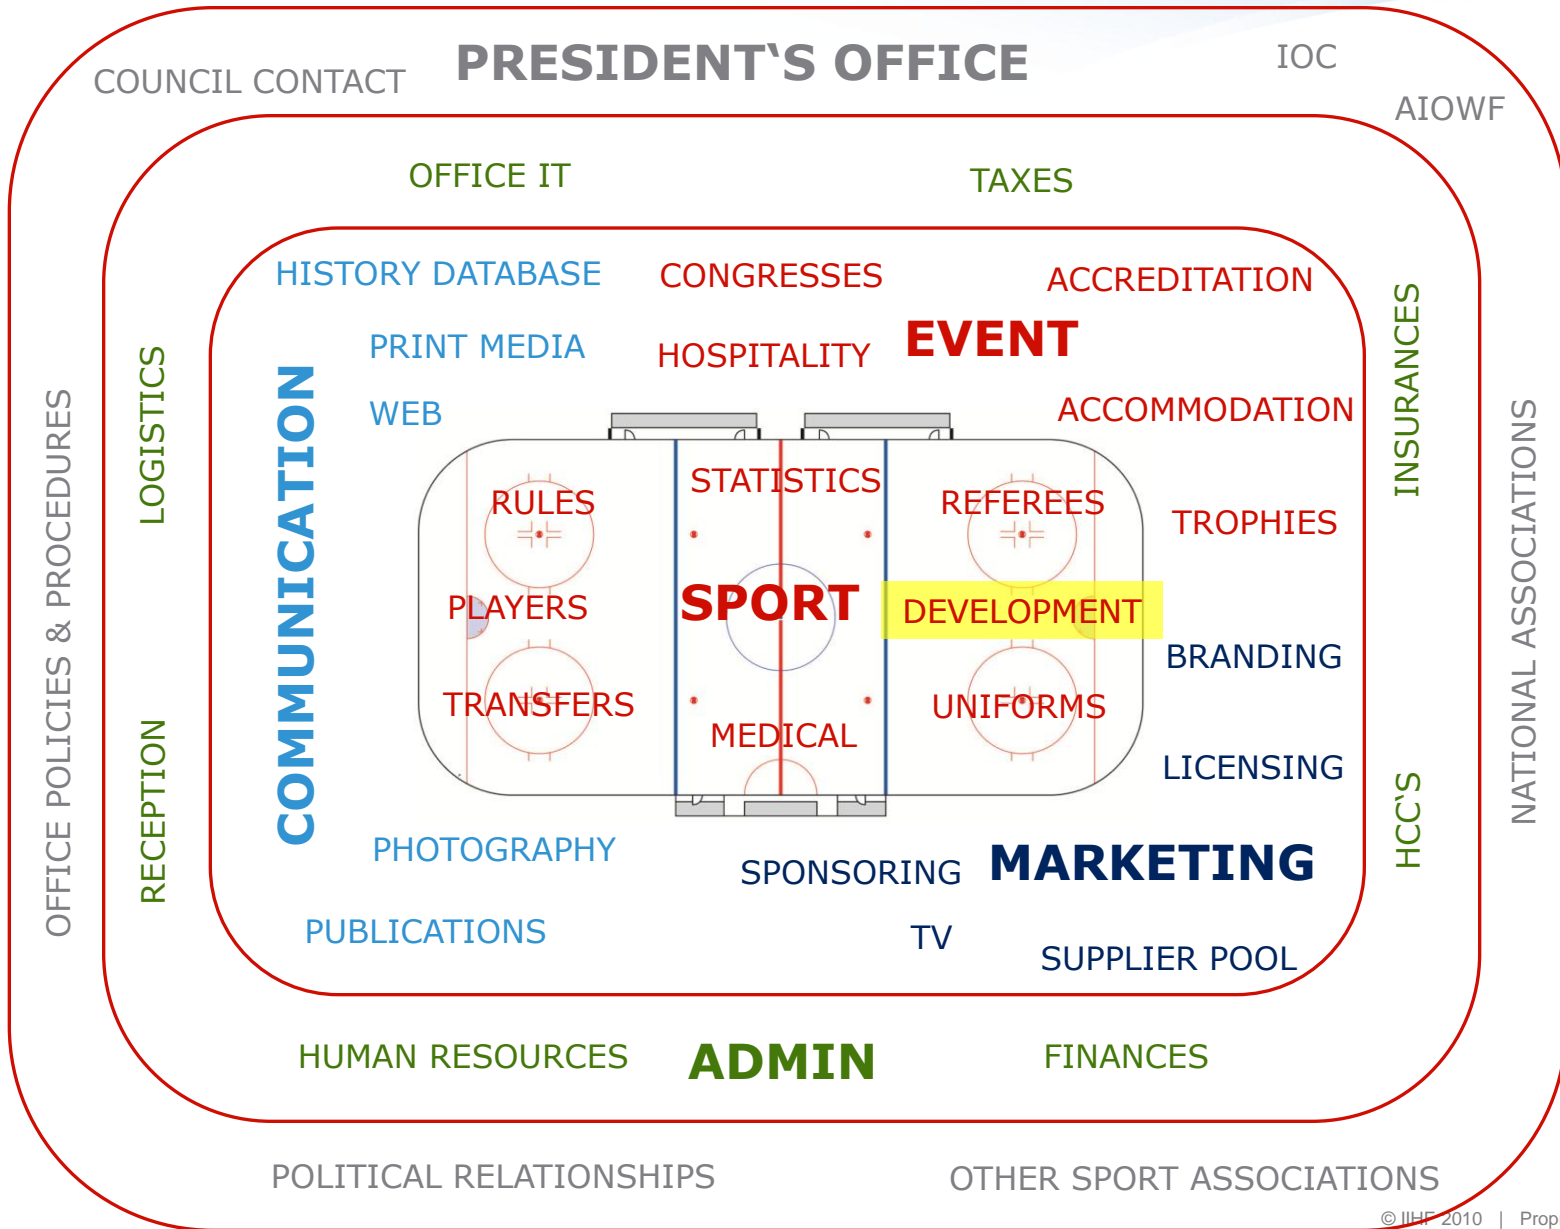 PRESIDENT‘S OFFICE
COUNCIL CONTACT
IOC
AIOWF
OFFICE IT
TAXES
HISTORY DATABASE
CONGRESSES
ACCREDITATION
PRINT MEDIA
HOSPITALITY
EVENT
WEB
ACCOMMODATION
LOGISTICS
INSURANCES
OFFICE POLICIES & PROCEDURES
COMMUNICATION
NATIONAL ASSOCIATIONS
STATISTICS
RULES
REFEREES
TROPHIES
PLAYERS
SPORT
DEVELOPMENT
BRANDING
TRANSFERS
UNIFORMS
MEDICAL
LICENSING
RECEPTION
HCC‘S
PHOTOGRAPHY
SPONSORING
MARKETING
PUBLICATIONS
TV
SUPPLIER POOL
HUMAN RESOURCES
ADMIN
FINANCES
POLITICAL RELATIONSHIPS
OTHER SPORT ASSOCIATIONS
© IIHF 2010 | Prop